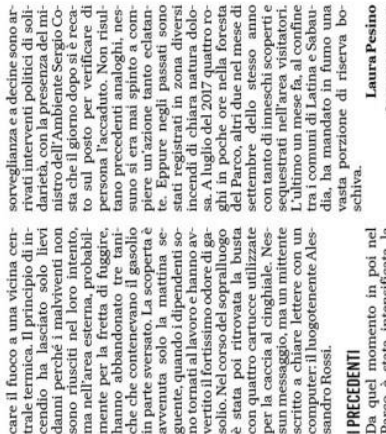 care il fuoco a una vicina cen-
trale termica. Il principio di in-
cendio ha lasciato solo lievi
danni perché i malviventi non
sono riusciti nel loro intento,
ma nell'area esterna, probabil-
mente per la fretta di fuggire,
hanno abbandonato tre tani-
che che contenevano il gasolio
in parte sversato. La scoperta è
avvenuta solo la mattina se-
guente, quando i dipendenti so-
no tornati al lavoro e hanno av-
vertito il fortissimo odore di ga-
solio. Nel corso del sopralluogo
è stata poi ritrovata la busta
con quattro cartucce utilizzate
per la caccia al cinghiale. Nes-
sun messaggio, ma un mittente
scritto a chiare lettere con un
computer: il luogotenente Ales-
sandro Rossi.
I PRECEDENTI
Da quel momento in poi nel
sorveglianza e a decine sono ar-
rivati interventi politici di soli-
darietà, con la presenza del mi-
nistro dell'Ambiente Sergio Co-
sta che il giorno dopo si è reca-
to sul posto per verificare di
persona l'accaduto. Non risul-
tano precedenti analoghi, nes-
suno si era mai spinto a com-
piere un'azione tanto eclatan-
te. Eppure negli passati sono
stati registrati in zona diversi
incendi di chiara natura dolo-
sa. A luglio del 2017 quattro ro-
ghi in poche ore nella foresta
del Parco, altri due nel mese di
settembre dello stesso anno
con tanto di inneschi scoperti e
sequestrati nell'area visitatori.
L'ultimo un mese fa, al confine
tra i comuni di Latina e Sabau-
dia, ha mandato in fumo una
vasta porzione di riserva bo-
schiva.
Laura Pesino